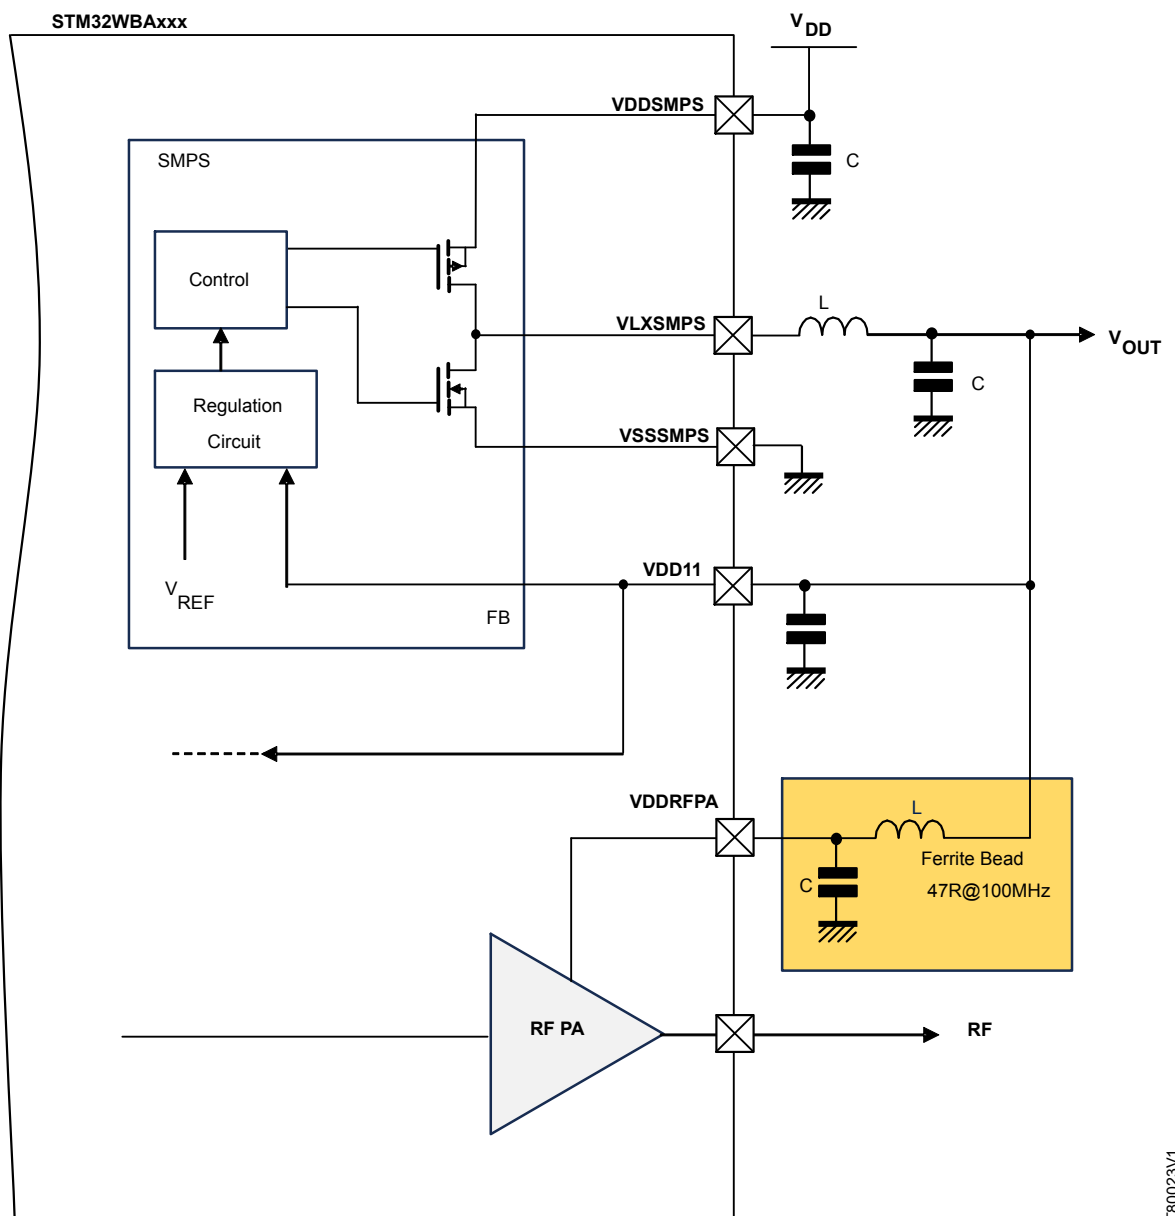 STM32WBAxxx
VDD
VDDSMPS
SMPS
C
Control
L
VLXSMPS
VOUT
C
Regulation
Circuit
VSSSMPS
VDD11
VREF
FB
VDDRFPA
L
Ferrite Bead
C
47R@100MHz
RF PA
RF